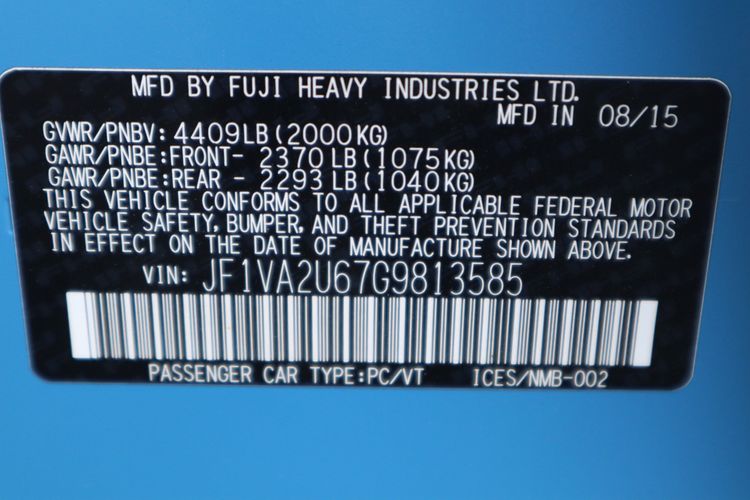 MFD BY FUJI HEAVY INDUSTRIES LTD.
MFD IN 08/15
GVWR/PNBV: 4409LB (2000KG)
GAWR/PNBE:FRONT- 2370 LB (1075KG)
GAWR/PNBE:REAR - 2293 LB (1040KG)
THIS VEHICLE CONFORMS TO ALL APPLICABLE FEDERAL MOTOR
VEHICLE SAFETY, BUMPER, AND THEFT PREVENTION STANDARDS
IN EFFECT ON THE DATE OF MANUFACTURE SHOWN ABOVE.
VIN: JF1VA2U67G9813585
PASSENGER CAR TYPE:PC/VT ICES/NMB-002